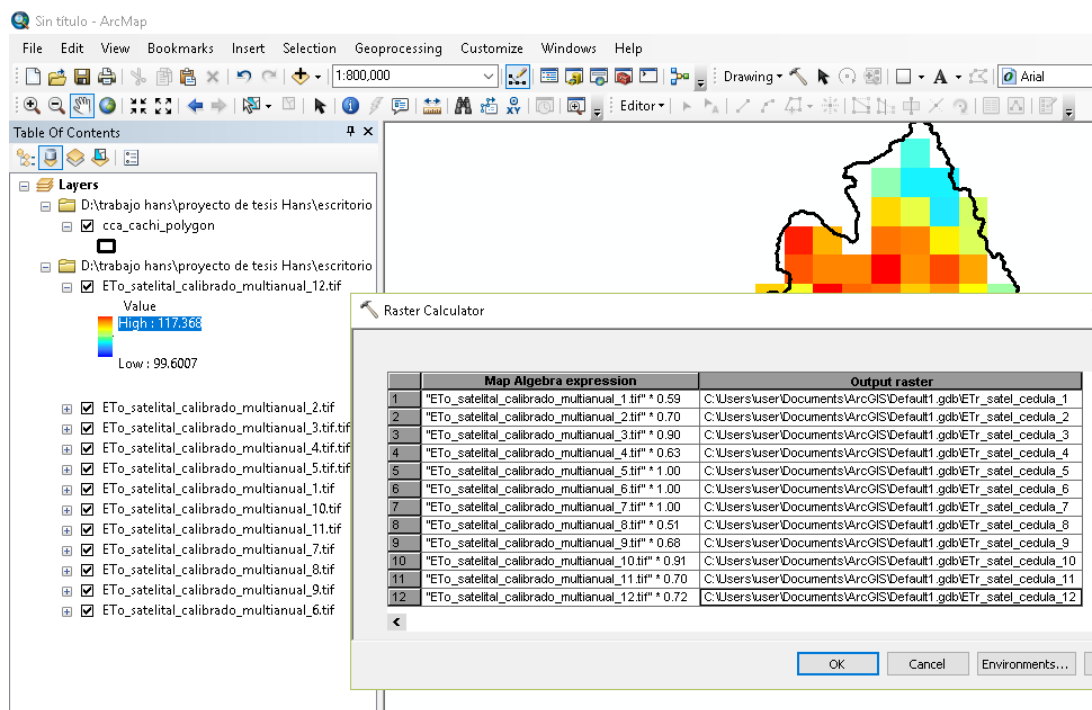 Sin título - ArcMap
File Edit View Bookmarks Insert Selection Geoprocessing Customize Windows Help
1:800,000
Drawing
A
Arial
Editor
Table Of Contents
Layers
D:\trabajo hans\proyecto de tesis Hans\escritorio
cca_cachi_polygon
D:\trabajo hans\proyecto de tesis Hans\escritorio
ETo_satelital_calibrado_multianual_12.tif
Value
High : 117.368
Low : 99.6007
ETo_satelital_calibrado_multianual_2.tif
ETo_satelital_calibrado_multianual_3.tif.tif
ETo_satelital_calibrado_multianual_4.tif.tif
ETo_satelital_calibrado_multianual_5.tif.tif
ETo_satelital_calibrado_multianual_1.tif
ETo_satelital_calibrado_multianual_10.tif
ETo_satelital_calibrado_multianual_11.tif
ETo_satelital_calibrado_multianual_7.tif
ETo_satelital_calibrado_multianual_8.tif
ETo_satelital_calibrado_multianual_9.tif
ETo_satelital_calibrado_multianual_6.tif
Raster Calculator
Map Algebra expression Output raster
1 "ETo_satelital_calibrado_multianual_1.tif" * 0.59 C:\Users\user\Documents\ArcGIS\Default1.gdb\ETr_satel_cedula_1
2 "ETo_satelital_calibrado_multianual_2.tif" * 0.70 C:\Users\user\Documents\ArcGIS\Default1.gdb\ETr_satel_cedula_2
3 "ETo_satelital_calibrado_multianual_3.tif" * 0.90 C:\Users\user\Documents\ArcGIS\Default1.gdb\ETr_satel_cedula_3
4 "ETo_satelital_calibrado_multianual_4.tif" * 0.63 C:\Users\user\Documents\ArcGIS\Default1.gdb\ETr_satel_cedula_4
5 "ETo_satelital_calibrado_multianual_5.tif" * 1.00 C:\Users\user\Documents\ArcGIS\Default1.gdb\ETr_satel_cedula_5
6 "ETo_satelital_calibrado_multianual_6.tif" * 1.00 C:\Users\user\Documents\ArcGIS\Default1.gdb\ETr_satel_cedula_6
7 "ETo_satelital_calibrado_multianual_7.tif" * 1.00 C:\Users\user\Documents\ArcGIS\Default1.gdb\ETr_satel_cedula_7
8 "ETo_satelital_calibrado_multianual_8.tif" * 0.51 C:\Users\user\Documents\ArcGIS\Default1.gdb\ETr_satel_cedula_8
9 "ETo_satelital_calibrado_multianual_9.tif" * 0.68 C:\Users\user\Documents\ArcGIS\Default1.gdb\ETr_satel_cedula_9
10 "ETo_satelital_calibrado_multianual_10.tif" * 0.91 C:\Users\user\Documents\ArcGIS\Default1.gdb\ETr_satel_cedula_10
11 "ETo_satelital_calibrado_multianual_11.tif" * 0.70 C:\Users\user\Documents\ArcGIS\Default1.gdb\ETr_satel_cedula_11
12 "ETo_satelital_calibrado_multianual_12.tif" * 0.72 C:\Users\user\Documents\ArcGIS\Default1.gdb\ETr_satel_cedula_12
OK Cancel Environments...